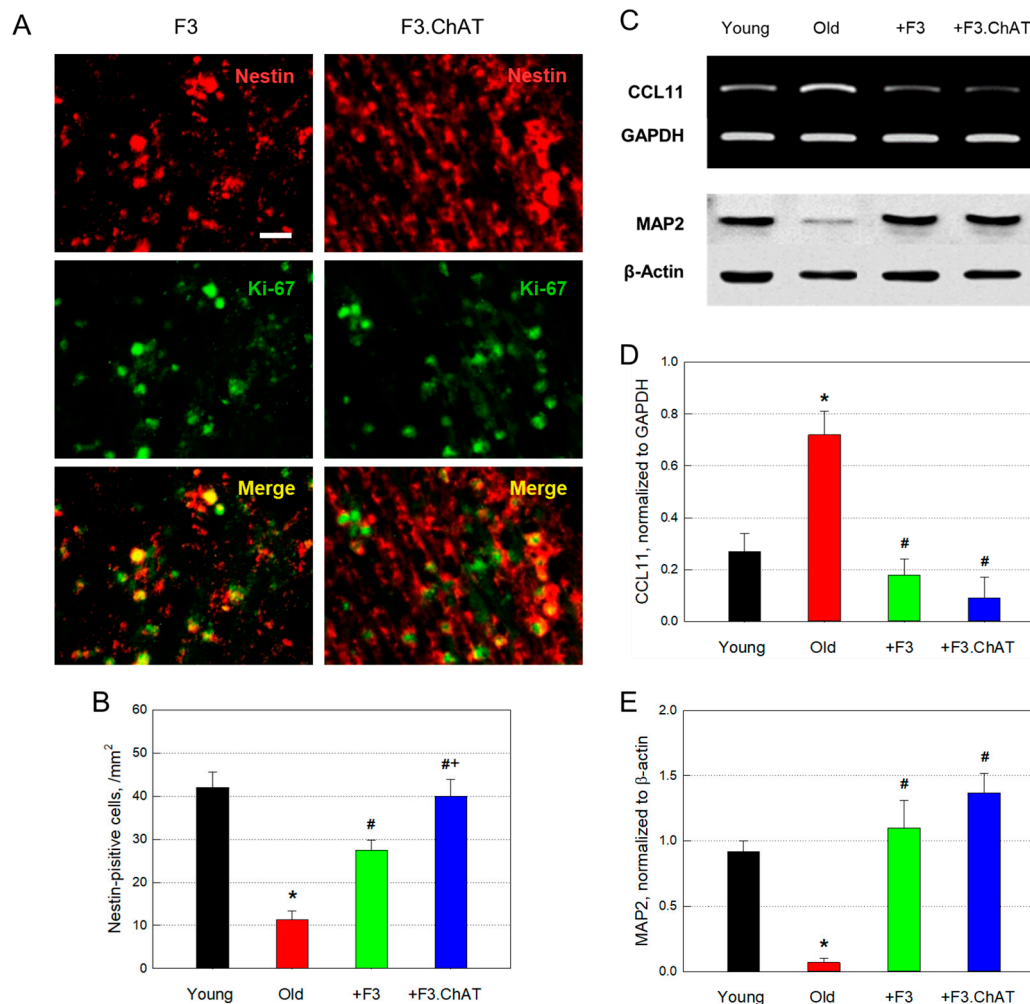 A
F3
F3.ChAT
Nestin
Nestin
Ki-67
Ki-67
Merge
Merge
B
60
50
40
30
20
10
0
Nestin-pisitive cells, /mm²
*
#
#+
Young Old +F3 +F3.ChAT
C
Young Old +F3 +F3.ChAT
CCL11
GAPDH
MAP2
β-Actin
D
1.0
0.8
0.6
0.4
0.2
0.0
CCL11, normalized to GAPDH
*
#
#
Young Old +F3 +F3.ChAT
E
2.0
1.5
1.0
0.5
0.0
MAP2, normalized to β-actin
*
#
#
Young Old +F3 +F3.ChAT